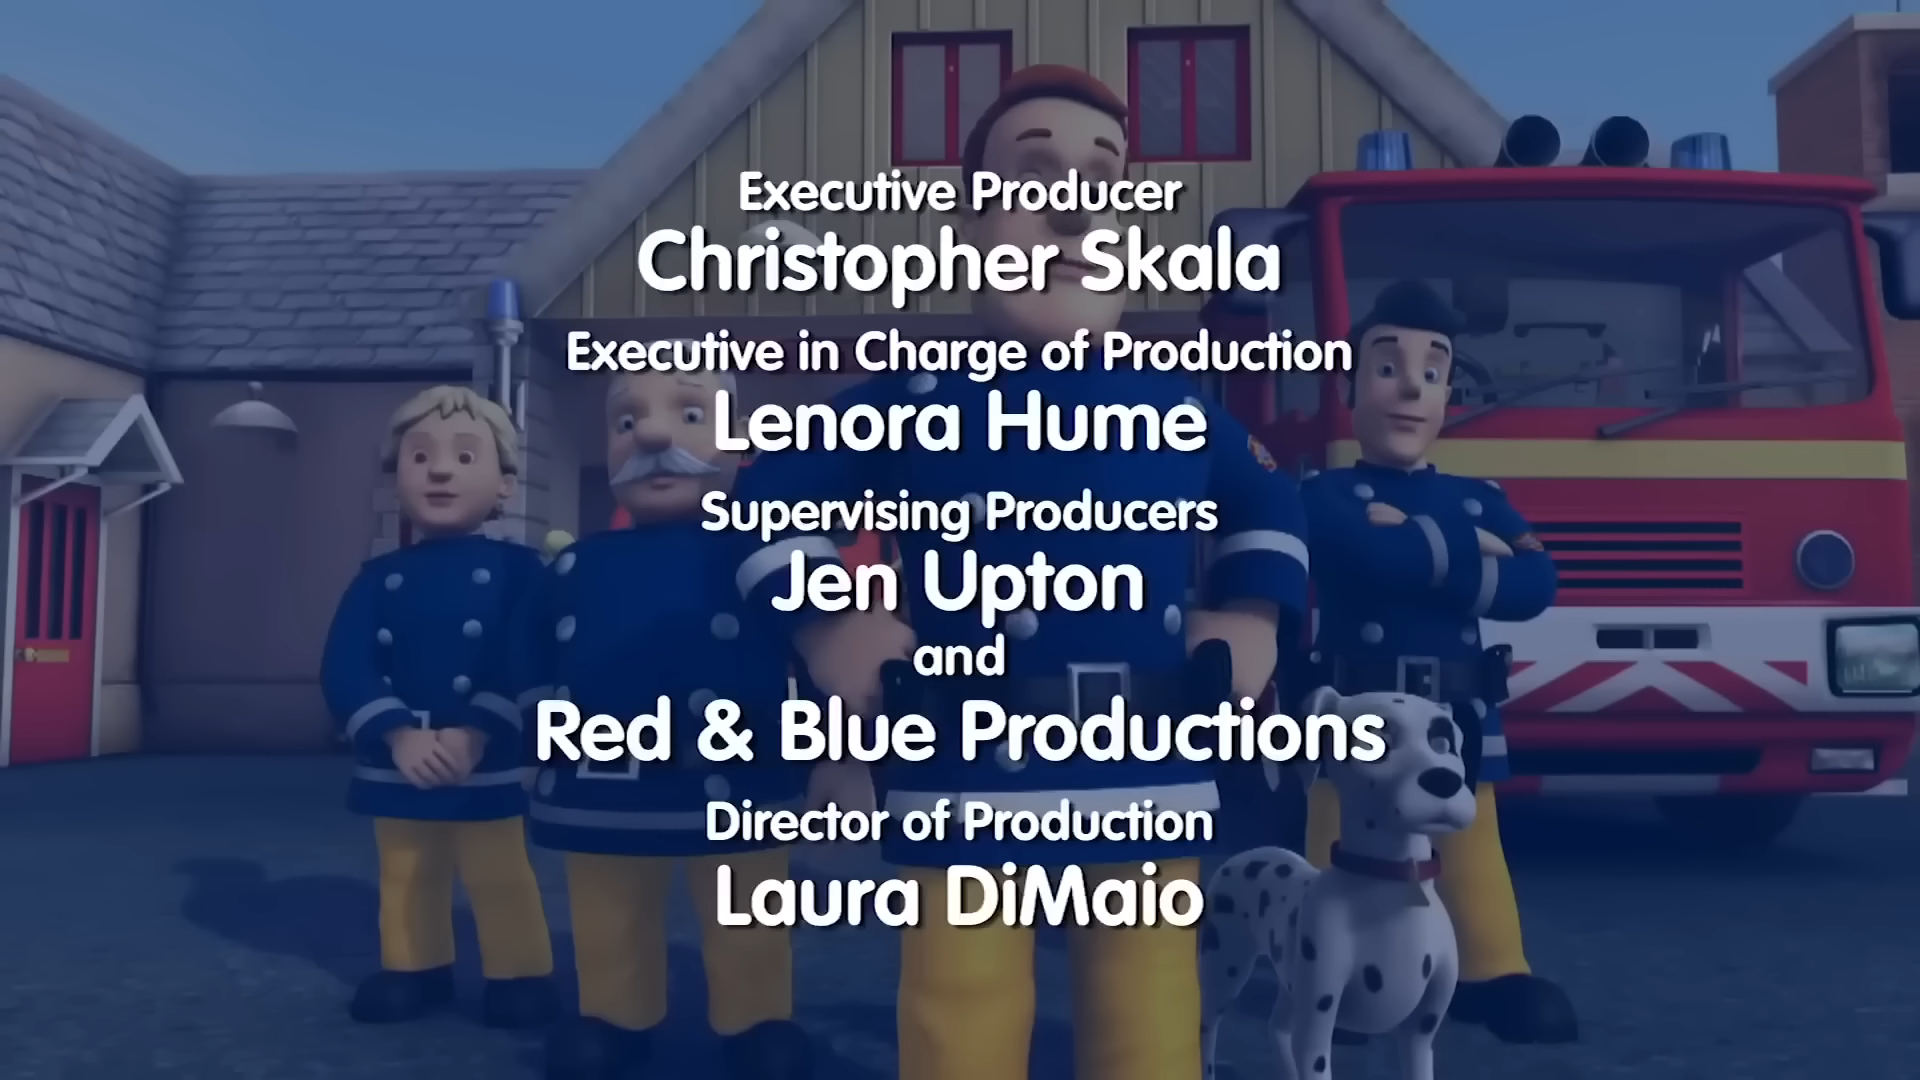 Executive Producer
Christopher Skala
Executive in Charge of Production
Lenora Hume
Supervising Producers
Jen Upton
and
Red & Blue Productions
Director of Production
Laura DiMaio